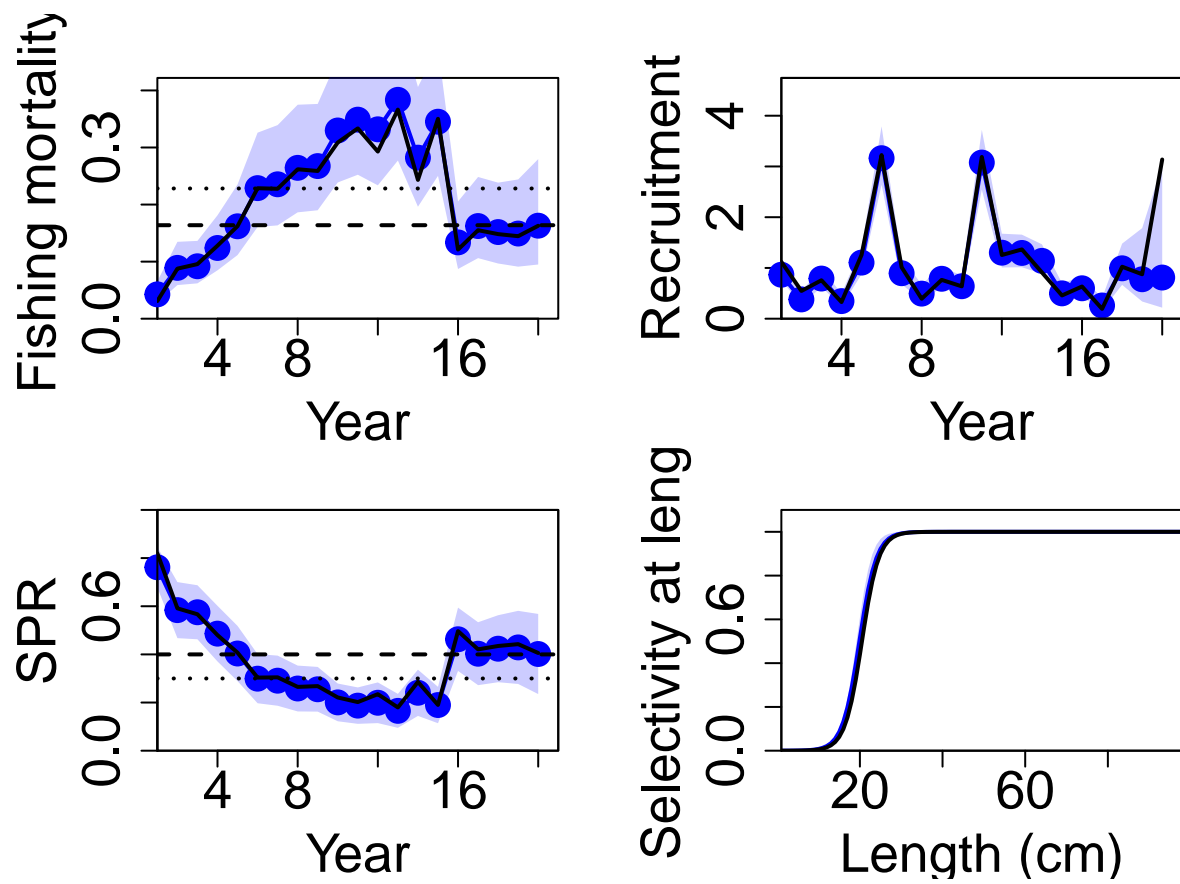 Fishing mortality
0.3
0.0
4
8
16
Year
Recruitment
4
2
0
4
8
16
Year
SPR
0.6
0.0
4
8
16
Year
Selectivity at leng
0.6
0.0
20
60
Length (cm)